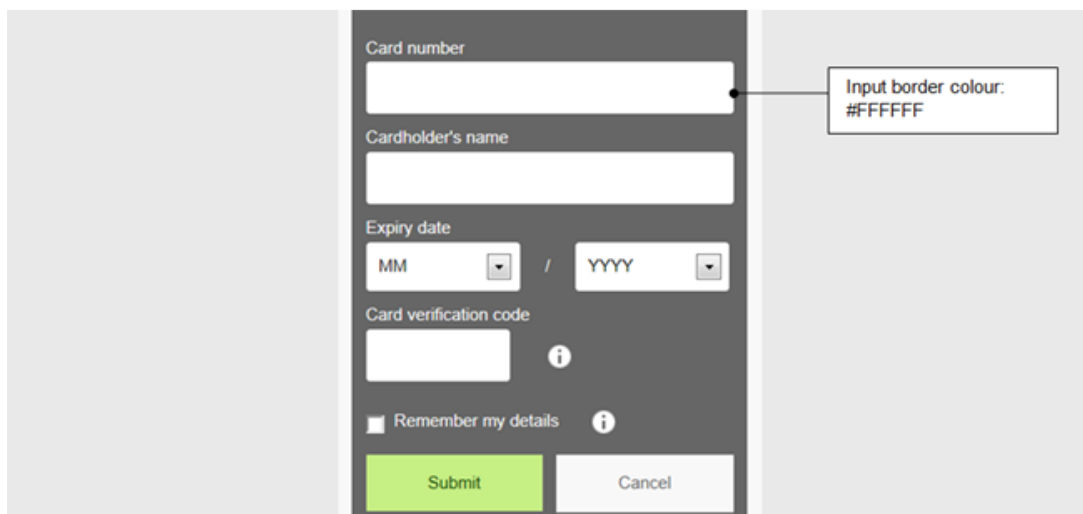 Card number
Input border colour:
#FFFFFF
Cardholder's name
Expiry date
MM / YYYY
Card verification code
Remember my details
Submit Cancel